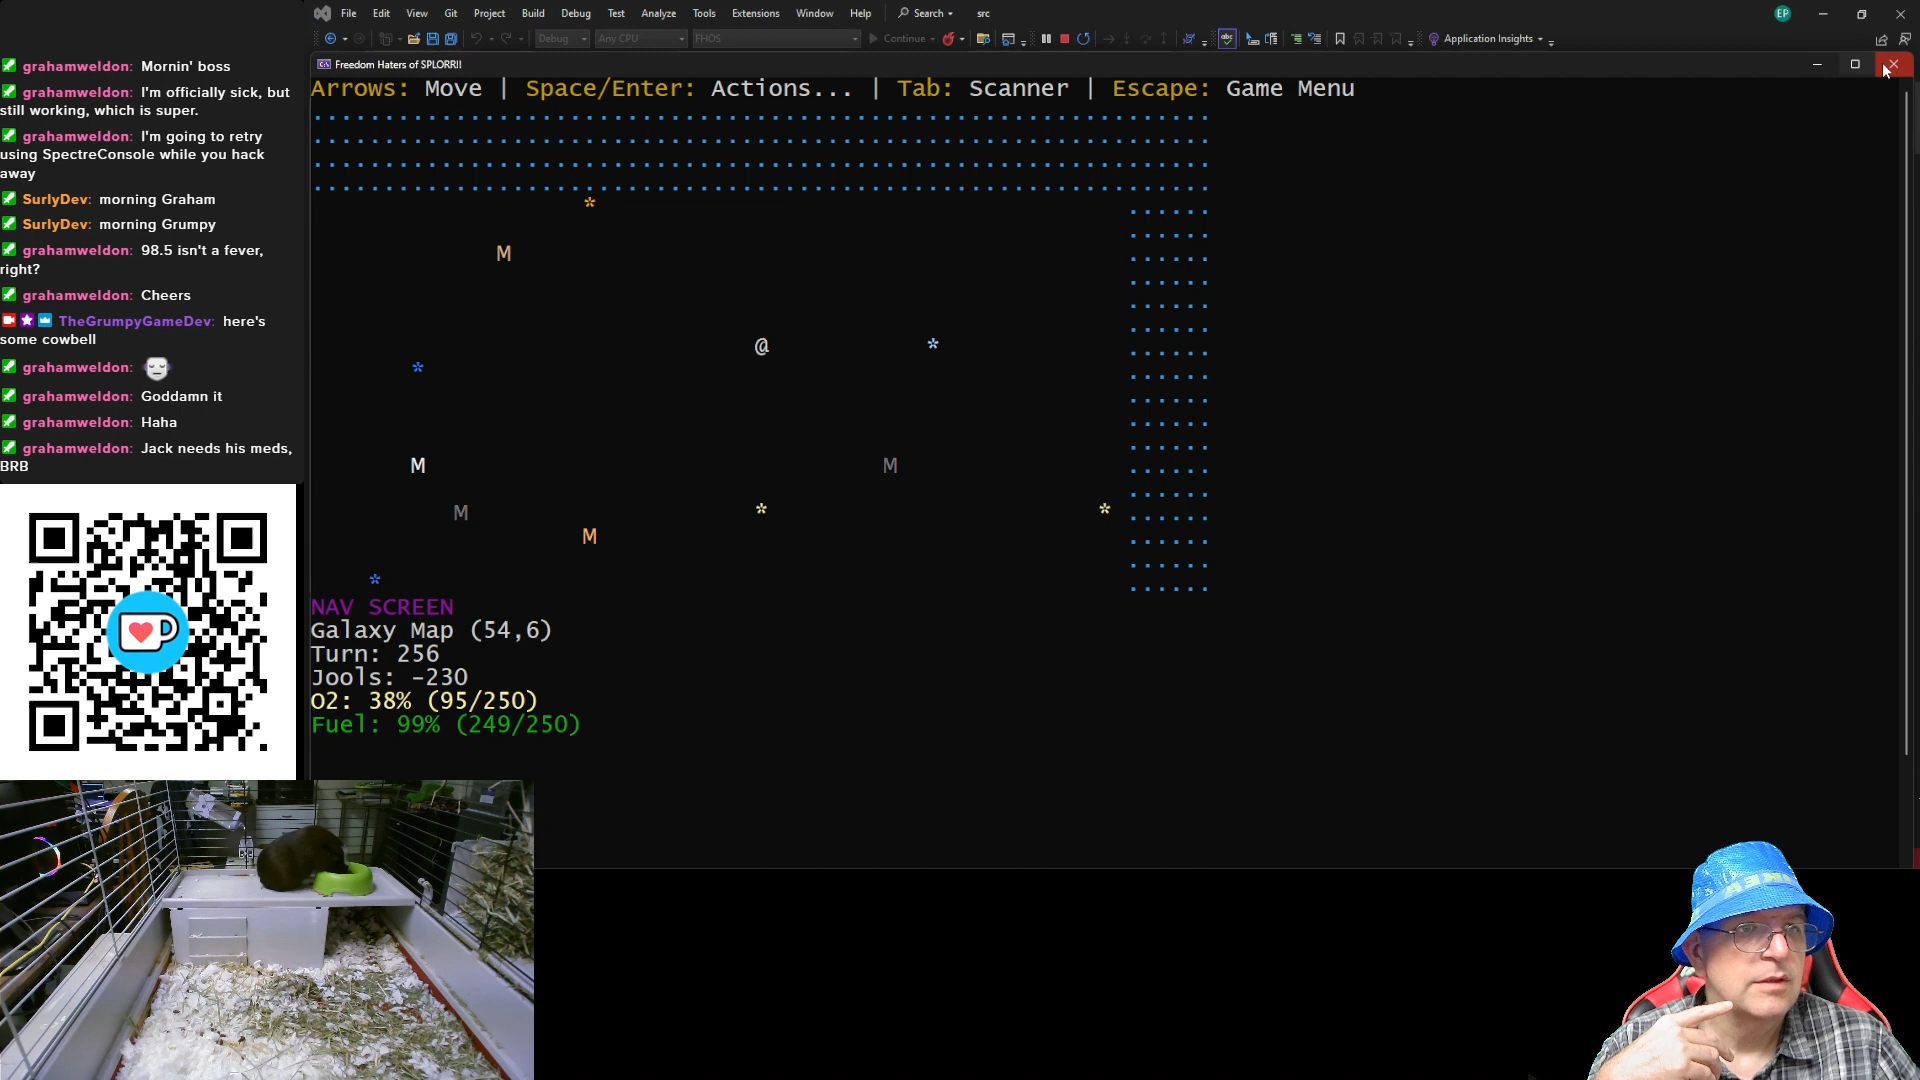 File Edit View Git Project Build Debug Test Analyze Tools Extensions Window Help Search src EP
Debug Any CPU FHOS Continue Application Insights
Freedom Haters of SPLORR!!
Arrows: Move | Space/Enter: Actions... | Tab: Scanner | Escape: Game Menu
*
M
@ *
*
M M
M
* *
M
*
NAV SCREEN
Galaxy Map (54,6)
Turn: 256
Jools: -230
O2: 38% (95/250)
Fuel: 99% (249/250)
grahamweldon: Mornin' boss
grahamweldon: I'm officially sick, but
still working, which is super.
grahamweldon: I'm going to retry
using SpectreConsole while you hack
away
SurlyDev: morning Graham
SurlyDev: morning Grumpy
grahamweldon: 98.5 isn't a fever,
right?
grahamweldon: Cheers
TheGrumpyGameDev: here's
some cowbell
grahamweldon:
grahamweldon: Goddamn it
grahamweldon: Haha
grahamweldon: Jack needs his meds,
BRB